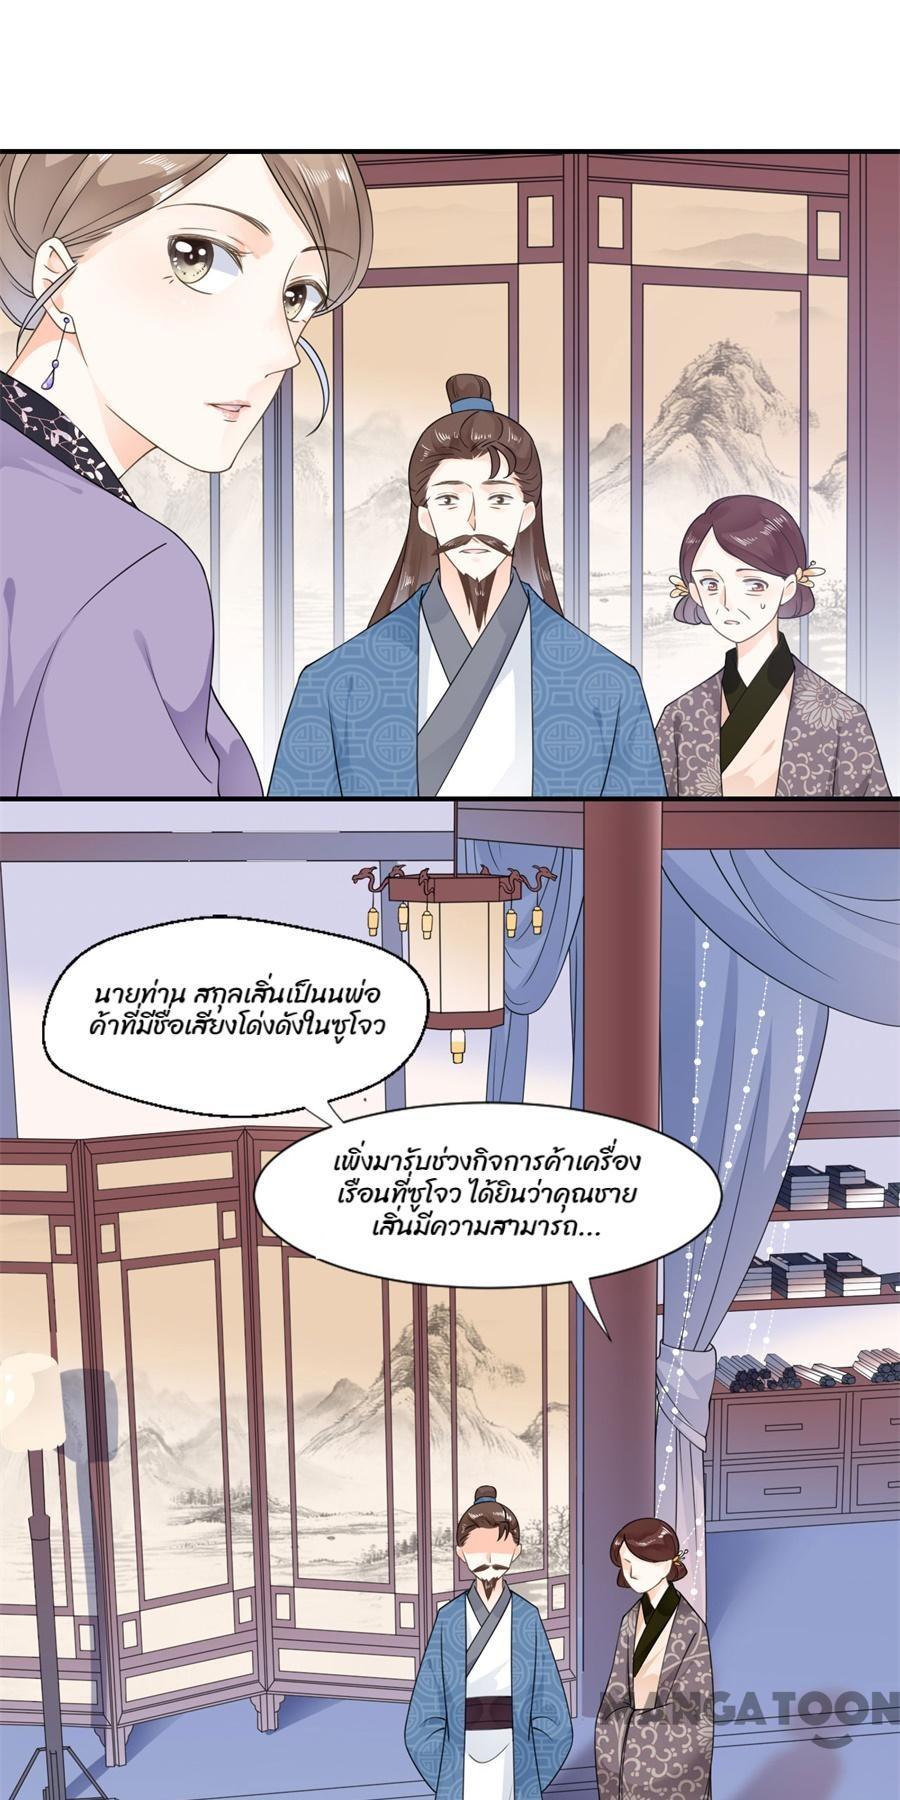 นายท่าน สกุลเสิ่นเป็นนพ่อ
ค้าที่มีชื่อเสียงโด่งดังในซูโจว
เพิ่งมารับช่วงกิจการค้าเครื่อง
เรือนที่ซูโจว ได้ยินว่าคุณชาย
เสิ่นมีความสามารถ...
MANGA TOON